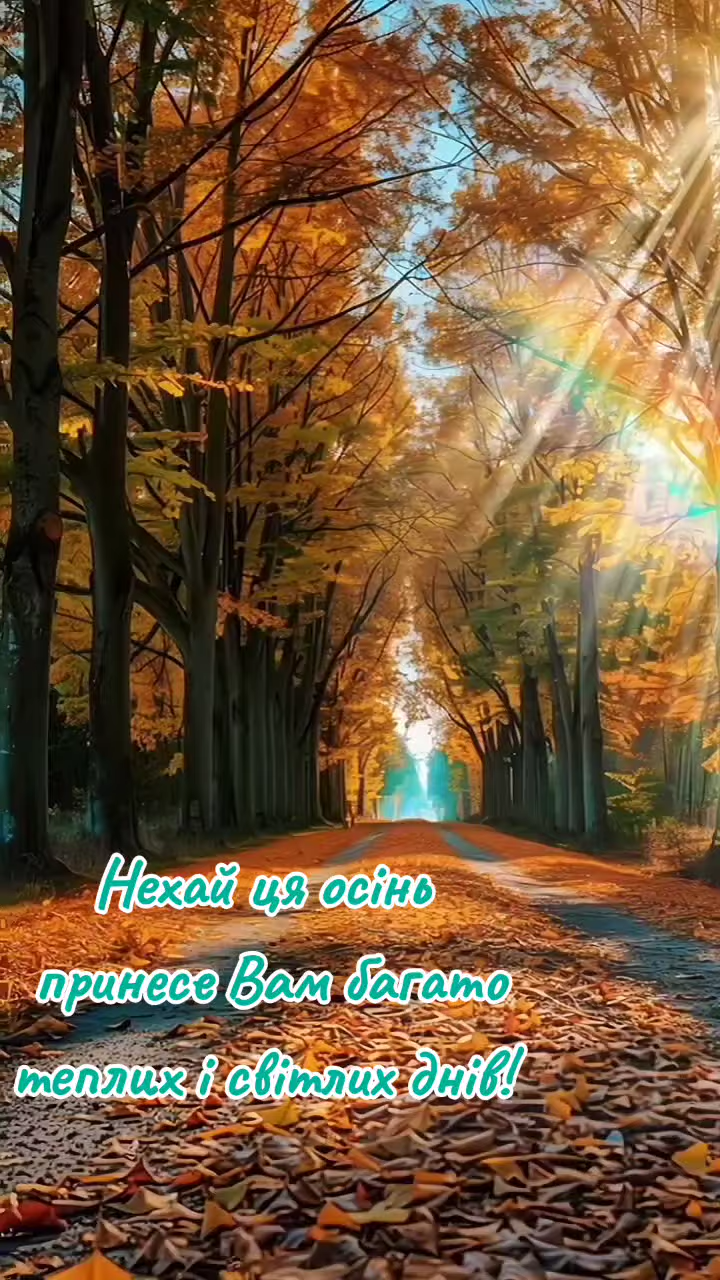 Нехай ця осінь
принесе Вам багато
теплих і світлих днів!